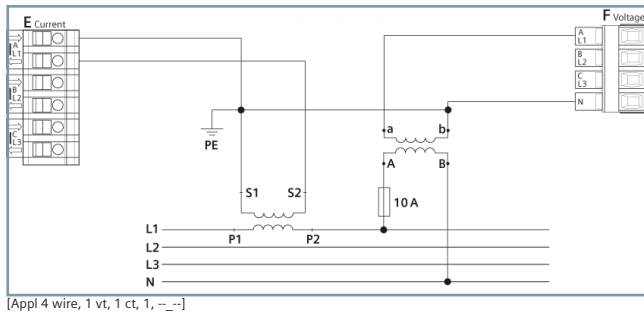 E Current
A
L1
B
L2
C
L3
F Voltage
A
L1
B
L2
C
L3
N
a
b
PE
A
B
S1
S2
10 A
L1
P1
P2
L2
L3
N
[Appl 4 wire, 1 vt, 1 ct, 1, --_--]